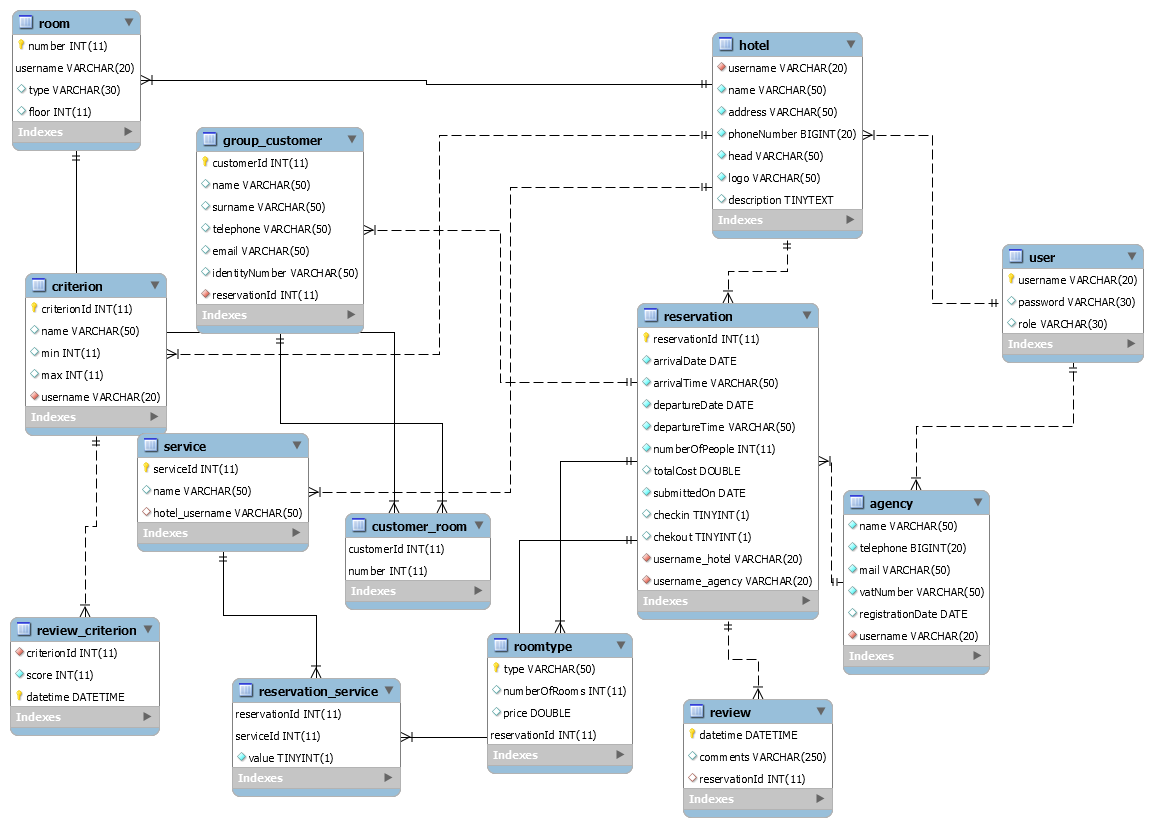 room
number INT(11)
username VARCHAR(20)
type VARCHAR(30)
floor INT(11)
Indexes
hotel
username VARCHAR(20)
name VARCHAR(50)
address VARCHAR(50)
phoneNumber BIGINT(20)
head VARCHAR(50)
logo VARCHAR(50)
description TINYTEXT
Indexes
group_customer
customerId INT(11)
name VARCHAR(50)
surname VARCHAR(50)
telephone VARCHAR(50)
email VARCHAR(50)
identityNumber VARCHAR(50)
reservationId INT(11)
Indexes
user
username VARCHAR(20)
password VARCHAR(30)
role VARCHAR(30)
Indexes
criterion
criterionId INT(11)
name VARCHAR(50)
min INT(11)
max INT(11)
username VARCHAR(20)
Indexes
reservation
reservationId INT(11)
arrivalDate DATE
arrivalTime VARCHAR(50)
departureDate DATE
departureTime VARCHAR(50)
numberOfPeople INT(11)
totalCost DOUBLE
submittedOn DATE
checkin TINYINT(1)
chekout TINYINT(1)
username_hotel VARCHAR(20)
username_agency VARCHAR(20)
Indexes
service
serviceId INT(11)
name VARCHAR(50)
hotel_username VARCHAR(50)
Indexes
agency
name VARCHAR(50)
telephone BIGINT(20)
mail VARCHAR(50)
vatNumber VARCHAR(50)
registrationDate DATE
username VARCHAR(20)
Indexes
customer_room
customerId INT(11)
number INT(11)
Indexes
review_criterion
criterionId INT(11)
score INT(11)
datetime DATETIME
Indexes
roomtype
type VARCHAR(50)
numberOfRooms INT(11)
price DOUBLE
reservationId INT(11)
Indexes
reservation_service
reservationId INT(11)
serviceId INT(11)
value TINYINT(1)
Indexes
review
datetime DATETIME
comments VARCHAR(250)
reservationId INT(11)
Indexes